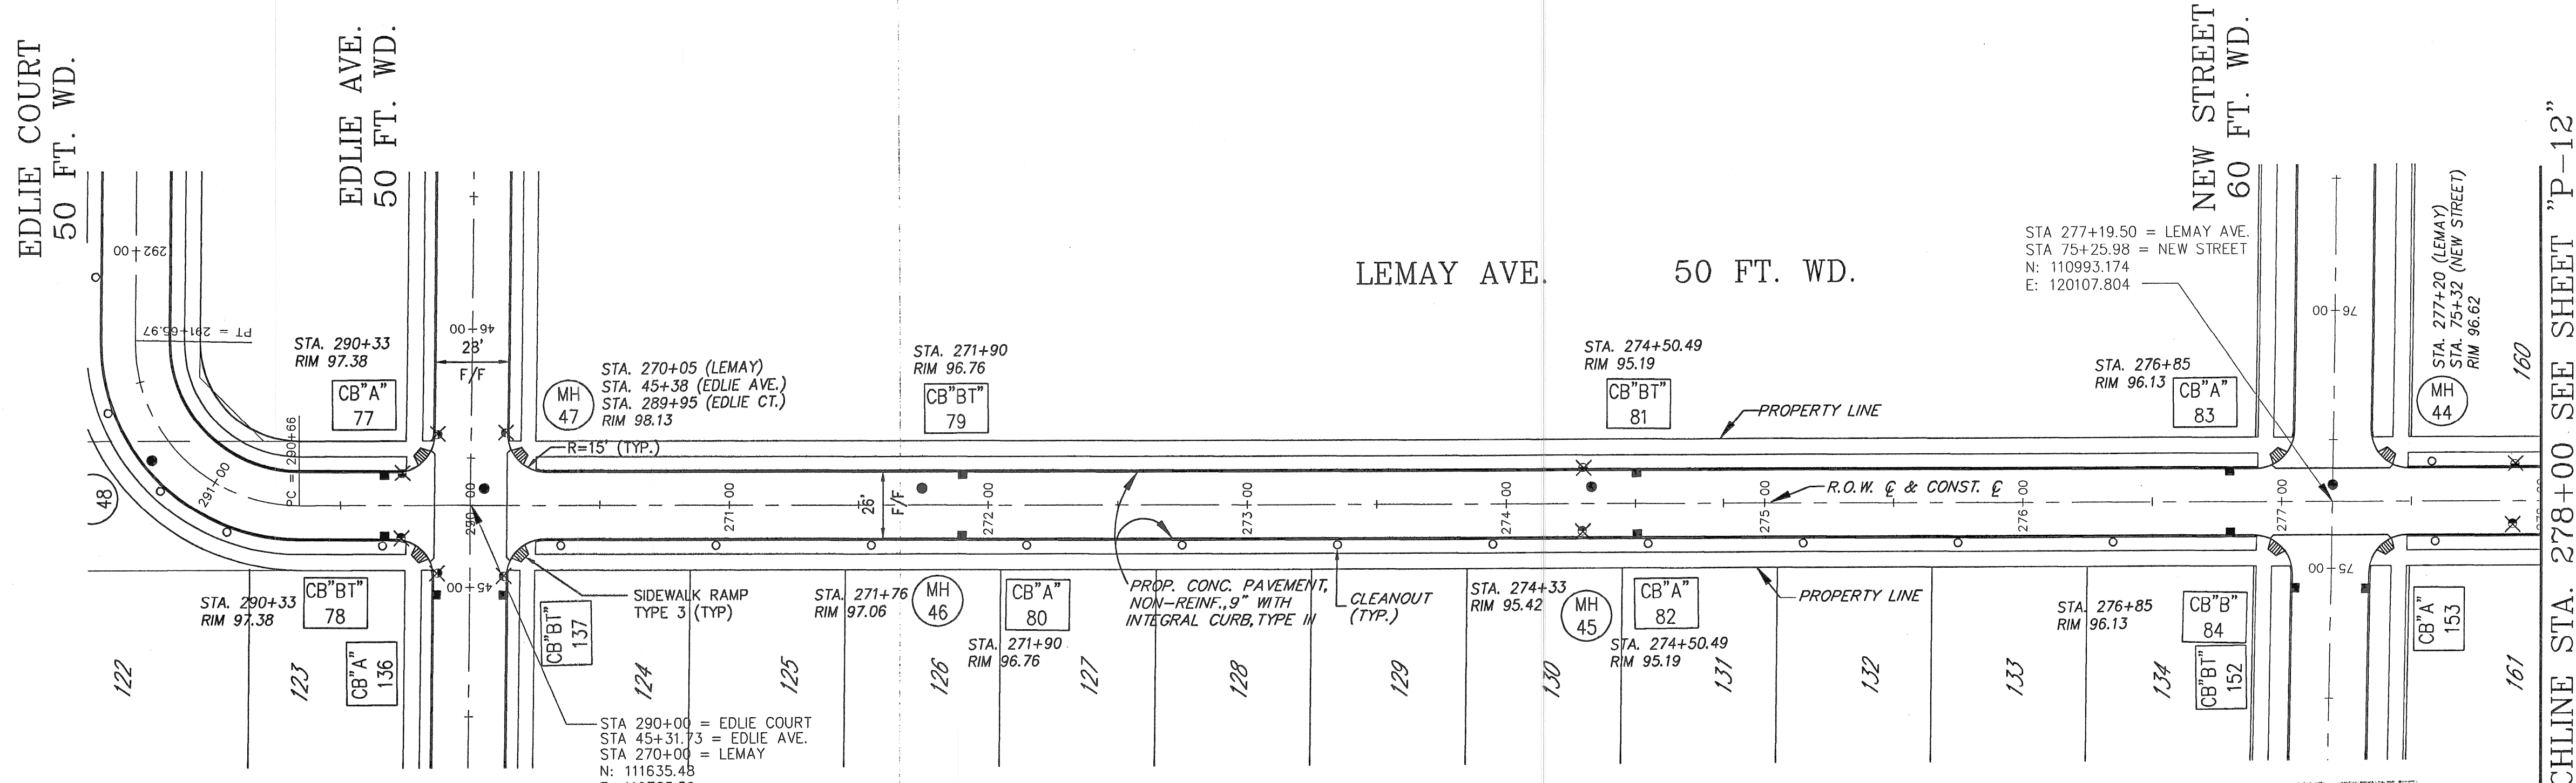 EDLIE COURT
50 FT. WD.
EDLIE AVE.
50 FT. WD.
NEW STREET
60 FT. WD.
LEMAY AVE. 50 FT. WD.
STA 277+19.50 = LEMAY AVE.
STA 75+25.98 = NEW STREET
N: 110993.174
E: 120107.804
STA. 277+20 (LEMAY)
STA. 75+32 (NEW STREET)
RIM 96.62
MH
44
160
SEE SHEET "P-12"
CHLINE STA. 278+00
292+00
PT = 291+65.97
291+00
PC = 290+66
48
STA. 290+33
RIM 97.38
CB"A"
77
46+00
28'
F/F
MH
47
STA. 270+05 (LEMAY)
STA. 45+38 (EDLIE AVE.)
STA. 289+95 (EDLIE CT.)
RIM 98.13
R=15' (TYP.)
STA. 271+90
RIM 96.76
CB"BT"
79
STA. 274+50.49
RIM 95.19
CB"BT"
81
PROPERTY LINE
STA. 276+85
RIM 96.13
CB"A"
83
76+00
26'
F/F
270+00
271+00
272+00
273+00
274+00
275+00
276+00
277+00
R.O.W. ℄ & CONST. ℄
45+00
75+00
STA. 290+33
RIM 97.38
CB"BT"
78
CB"A"
136
CB"BT"
137
SIDEWALK RAMP
TYPE 3 (TYP)
STA. 271+76
RIM 97.06
MH
46
CB"A"
80
STA. 271+90
RIM 96.76
PROP. CONC. PAVEMENT,
NON-REINF.,9" WITH
INTEGRAL CURB,TYPE III
CLEANOUT
(TYP.)
STA. 274+33
RIM 95.42
MH
45
CB"A"
82
STA. 274+50.49
RIM 95.19
PROPERTY LINE
STA. 276+85
RIM 96.13
CB"B"
84
CB"BT"
152
CB"A"
153
122
123
124
125
126
127
128
129
130
131
132
133
134
161
STA 290+00 = EDLIE COURT
STA 45+31.73 = EDLIE AVE.
STA 270+00 = LEMAY
N: 111635.48